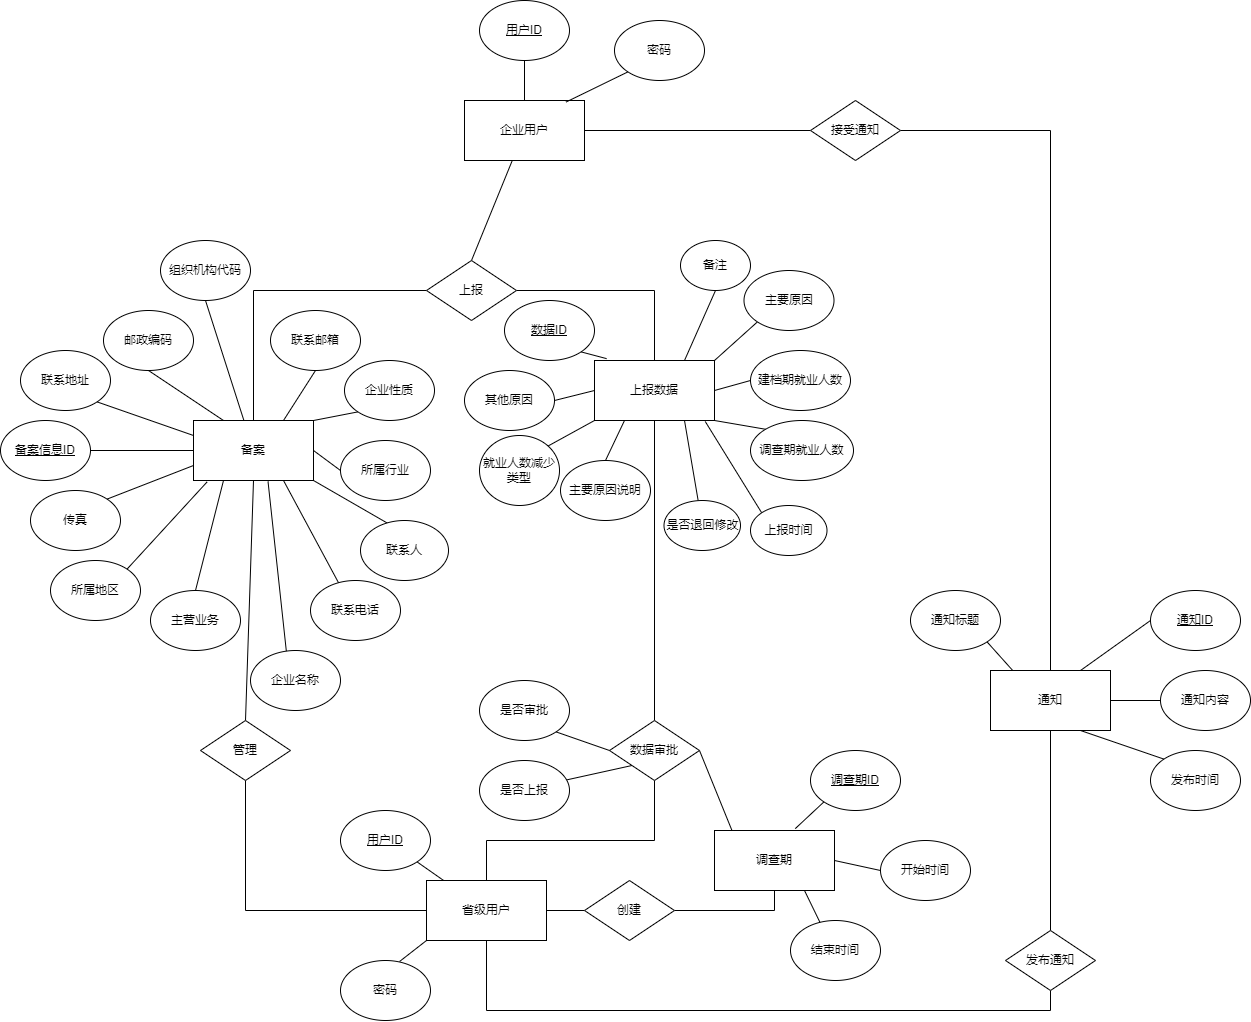 用户ID
密码
企业用户
接受通知
组织机构代码
上报
备注
主要原因
邮政编码
联系邮箱
数据ID
联系地址
企业性质
其他原因
上报数据
建档期就业人数
备案信息ID
备案
所属行业
就业人数减少
类型
调查期就业人数
传真
主要原因说明
是否退回修改
上报时间
联系人
所属地区
主营业务
联系电话
企业名称
通知标题
通知ID
通知
通知内容
发布时间
是否审批
管理
数据审批
是否上报
调查期ID
用户ID
调查期
开始时间
省级用户
创建
结束时间
发布通知
密码